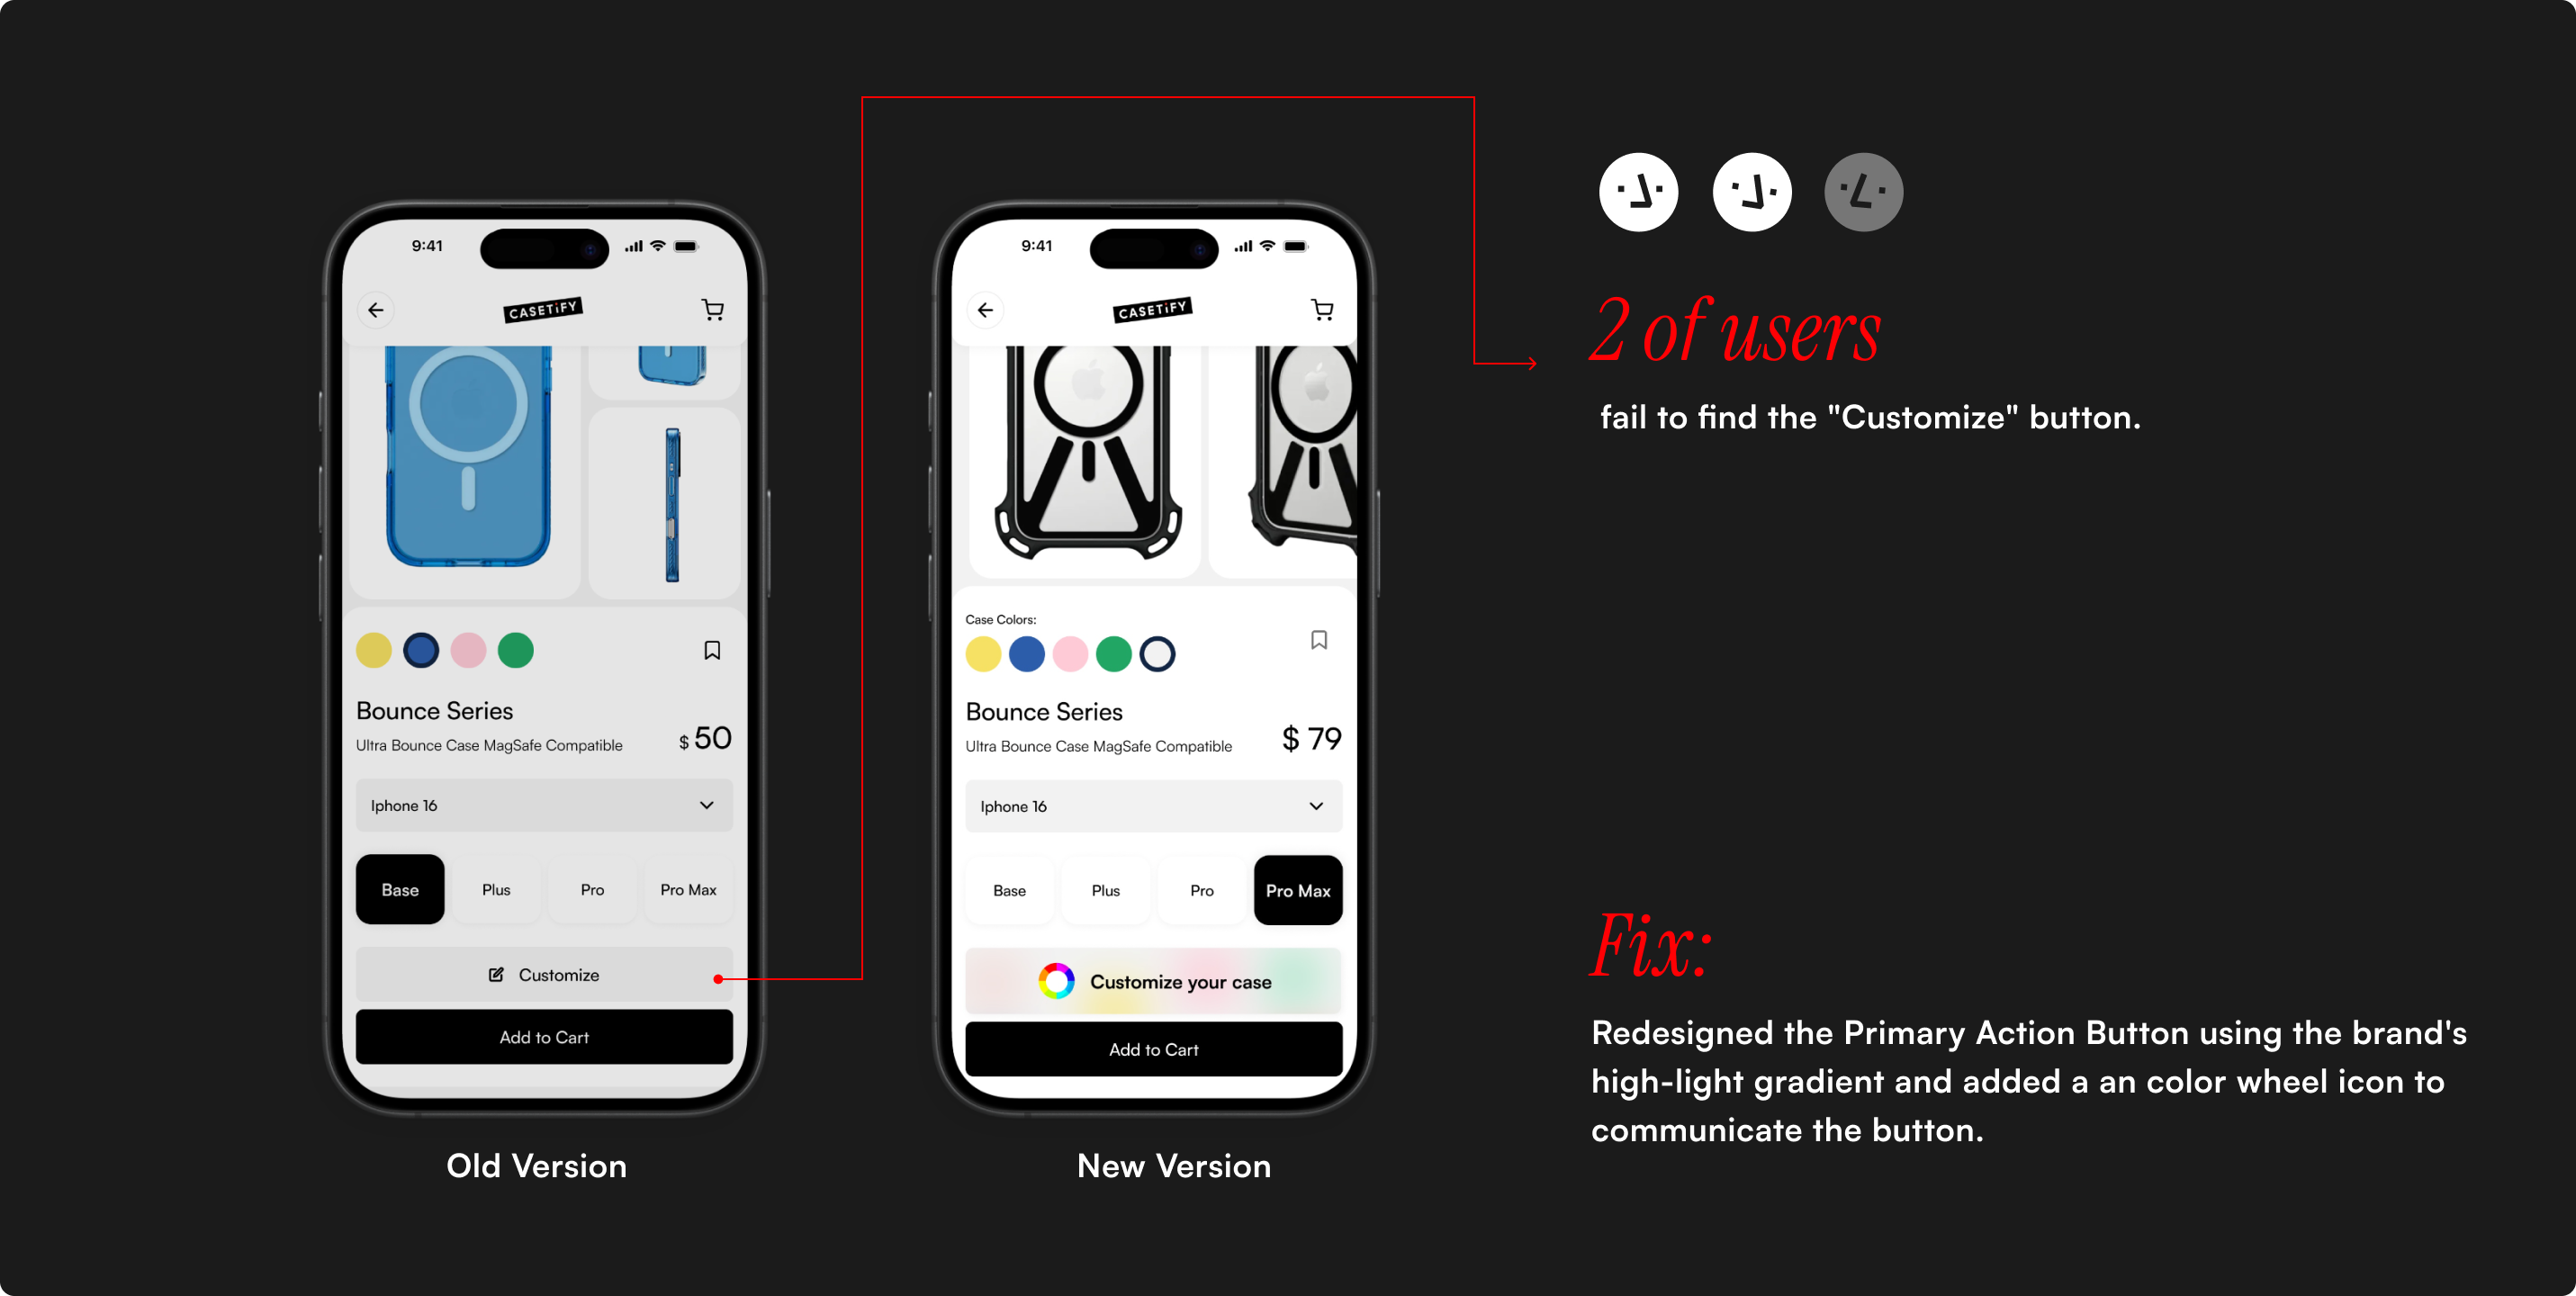 9:41
CASETiFY
Bounce Series
Ultra Bounce Case MagSafe Compatible
$ 50
Iphone 16
Base
Plus
Pro
Pro Max
Customize
Add to Cart
Old Version
9:41
CASETiFY
Case Colors:
Bounce Series
Ultra Bounce Case MagSafe Compatible
$ 79
Iphone 16
Base
Plus
Pro
Pro Max
Customize your case
Add to Cart
New Version
2 of users
fail to find the "Customize" button.
Fix:
Redesigned the Primary Action Button using the brand's
high-light gradient and added a an color wheel icon to
communicate the button.